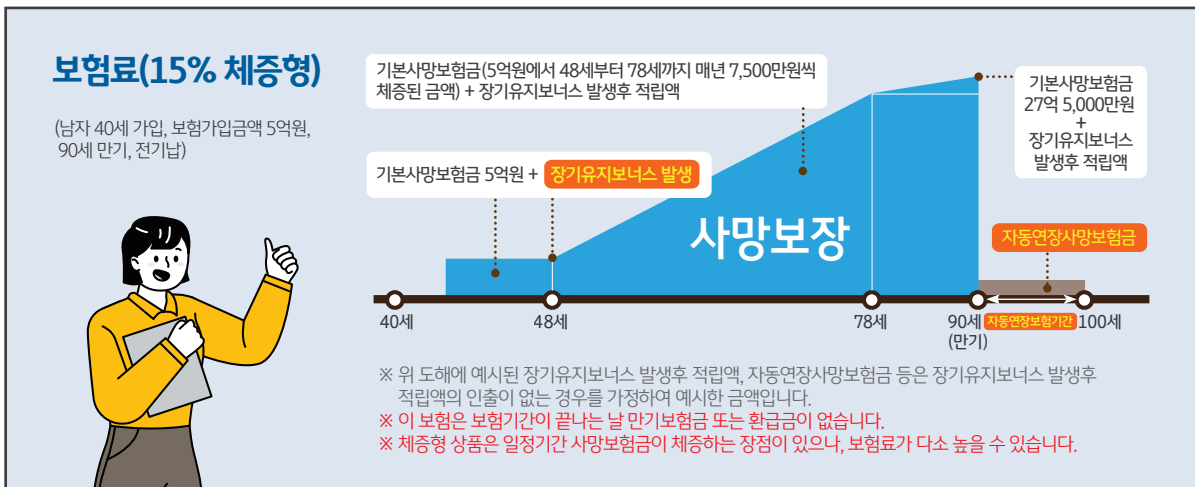 보험료(15% 체증형)
(남자 40세 가입, 보험가입금액 5억원,
90세 만기, 전기납)
기본사망보험금(5억원에서 48세부터 78세까지 매년 7,500만원씩
체증된 금액) + 장기유지보너스 발생후 적립액
기본사망보험금 5억원 + 장기유지보너스 발생
기본사망보험금
27억 5,000만원
+
장기유지보너스
발생후 적립액
사망보장
자동연장사망보험금
40세
48세
78세
90세
(만기)
자동연장보험기간
100세
※ 위 도해에 예시된 장기유지보너스 발생후 적립액, 자동연장사망보험금 등은 장기유지보너스 발생후
적립액의 인출이 없는 경우를 가정하여 예시한 금액입니다.
※ 이 보험은 보험기간이 끝나는 날 만기보험금 또는 환급금이 없습니다.
※ 체증형 상품은 일정기간 사망보험금이 체증하는 장점이 있으나, 보험료가 다소 높을 수 있습니다.